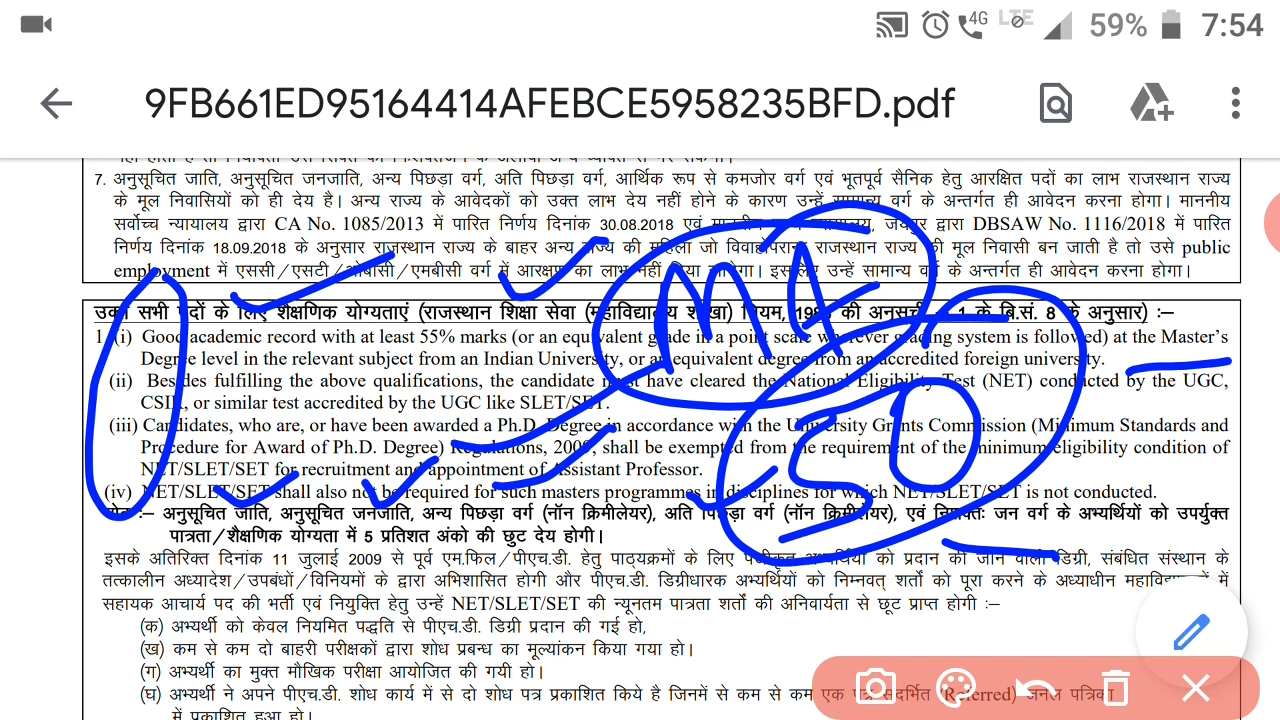 4G LTE 59% 7:54
9FB661ED95164414AFEBCE5958235BFD.pdf
7. अनुसूचित जाति, अनुसूचित जनजाति, अन्य पिछड़ा वर्ग, अति पिछड़ा वर्ग, आर्थिक रूप से कमजोर वर्ग एवं भूतपूर्व सैनिक हेतु आरक्षित पदों का लाभ राजस्थान राज्य
के मूल निवासियों को ही देय है। अन्य राज्य के आवेदकों को उक्त लाभ देय नहीं होने के कारण उन्हें सामान्य वर्ग के अन्तर्गत ही आवेदन करना होगा। माननीय
सर्वोच्च न्यायालय द्वारा CA No. 1085/2013 में पारित निर्णय दिनांक 30.08.2018 एवं माननीय न्यायालय, जयपुर द्वारा DBSAW No. 1116/2018 में पारित
निर्णय दिनांक 18.09.2018 के अनुसार राजस्थान राज्य के बाहर अन्य राज्य की महिला जो विवाहोपरान्त राजस्थान राज्य की मूल निवासी बन जाती है तो उसे public
employment में एससी/एसटी/ओबीसी/एमबीसी वर्ग में आरक्षण का लाभ नहीं दिया जायेगा। इसलिए उन्हें सामान्य वर्ग के अन्तर्गत ही आवेदन करना होगा।
उक्त सभी पदों के लिए शैक्षणिक योग्यताएं (राजस्थान शिक्षा सेवा (महाविद्यालय शाखा) नियम, 1986 की अनुसूची 1 के बि.सं. 8 के अनुसार) :–
1. (i) Good academic record with at least 55% marks (or an equivalent grade in a point scale wherever grading system is followed) at the Master's
Degree level in the relevant subject from an Indian University, or an equivalent degree from an accredited foreign university.
(ii) Besides fulfilling the above qualifications, the candidate must have cleared the National Eligibility Test (NET) conducted by the UGC,
CSIR, or similar test accredited by the UGC like SLET/SET.
(iii) Candidates, who are, or have been awarded a Ph.D. Degree in accordance with the University Grants Commission (Minimum Standards and
Procedure for Award of Ph.D. Degree) Regulations, 2009, shall be exempted from the requirement of the minimum eligibility condition of
NET/SLET/SET for recruitment and appointment of Assistant Professor.
(iv) NET/SLET/SET shall also not be required for such masters programmes in disciplines for which NET/SLET/SET is not conducted.
नोट :– अनुसूचित जाति, अनुसूचित जनजाति, अन्य पिछड़ा वर्ग (नॉन क्रिमीलेयर), अति पिछड़ा वर्ग (नॉन क्रिमीलेयर), एवं निशक्तः जन वर्ग के अभ्यर्थियों को उपर्युक्त
पात्रता/शैक्षणिक योग्यता में 5 प्रतिशत अंको की छुट देय होगी।
इसके अतिरिक्त दिनांक 11 जुलाई 2009 से पूर्व एम.फिल/पीएच.डी. हेतु पाठ्यक्रमों के लिए पंजीकृत अभ्यर्थियों को प्रदान की जाने वाली डिग्री, संबंधित संस्थान के
तत्कालीन अध्यादेश/उपबंधों/विनियमों के द्वारा अभिशासित होगी और पीएच.डी. डिग्रीधारक अभ्यर्थियों को निम्नवत् शर्तो को पूरा करने के अध्याधीन में
सहायक आचार्य पद की भर्ती एवं नियुक्ति हेतु उन्हें NET/SLET/SET की न्यूनतम पात्रता शर्तो की अनिवार्यता से छूट प्राप्त होगी :–
(क) अभ्यर्थी को केवल नियमित पद्धति से पीएच.डी. डिग्री प्रदान की गई हो,
(ख) कम से कम दो बाहरी परीक्षकों द्वारा शोध प्रबन्ध का मूल्यांकन किया गया हो।
(ग) अभ्यर्थी का मुक्त मौखिक परीक्षा आयोजित की गयी हो।
(घ) अभ्यर्थी ने अपने पीएच.डी. शोध कार्य में से दो शोध पत्र प्रकाशित किये है जिनमें से कम से कम एक पत्र संदर्मित (Referred) जर्नल पत्रिका
में प्रकाशित हुआ हो।